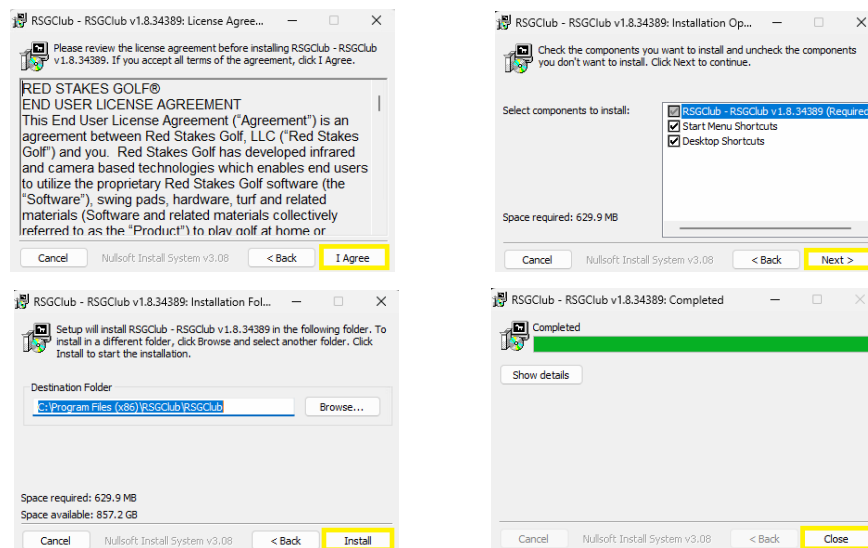 RSGClub - RSGClub v1.8.34389: License Agree...
Please review the license agreement before installing RSGClub - RSGClub
v1.8.34389. If you accept all terms of the agreement, click I Agree.
RED STAKES GOLF®
END USER LICENSE AGREEMENT
This End User License Agreement ("Agreement") is an
agreement between Red Stakes Golf, LLC ("Red Stakes
Golf") and you.  Red Stakes Golf has developed infrared
and camera based technologies which enables end users
to utilize the proprietary Red Stakes Golf software (the
"Software"), swing pads, hardware, turf and related
materials (Software and related materials collectively
referred to as the "Product") to play golf at home or
Cancel
Nullsoft Install System v3.08
< Back
I Agree
RSGClub - RSGClub v1.8.34389: Installation Op...
Check the components you want to install and uncheck the components
you don't want to install. Click Next to continue.
Select components to install:
RSGClub - RSGClub v1.8.34389 (Required
Start Menu Shortcuts
Desktop Shortcuts
Space required: 629.9 MB
Cancel
Nullsoft Install System v3.08
< Back
Next >
RSGClub - RSGClub v1.8.34389: Installation Fol...
Setup will install RSGClub - RSGClub v1.8.34389 in the following folder. To
install in a different folder, click Browse and select another folder. Click
Install to start the installation.
Destination Folder
C:\Program Files (x86)\RSGClub\RSGClub
Browse...
Space required: 629.9 MB
Space available: 857.2 GB
Cancel
Nullsoft Install System v3.08
< Back
Install
RSGClub - RSGClub v1.8.34389: Completed
Completed
Show details
Cancel
Nullsoft Install System v3.08
< Back
Close